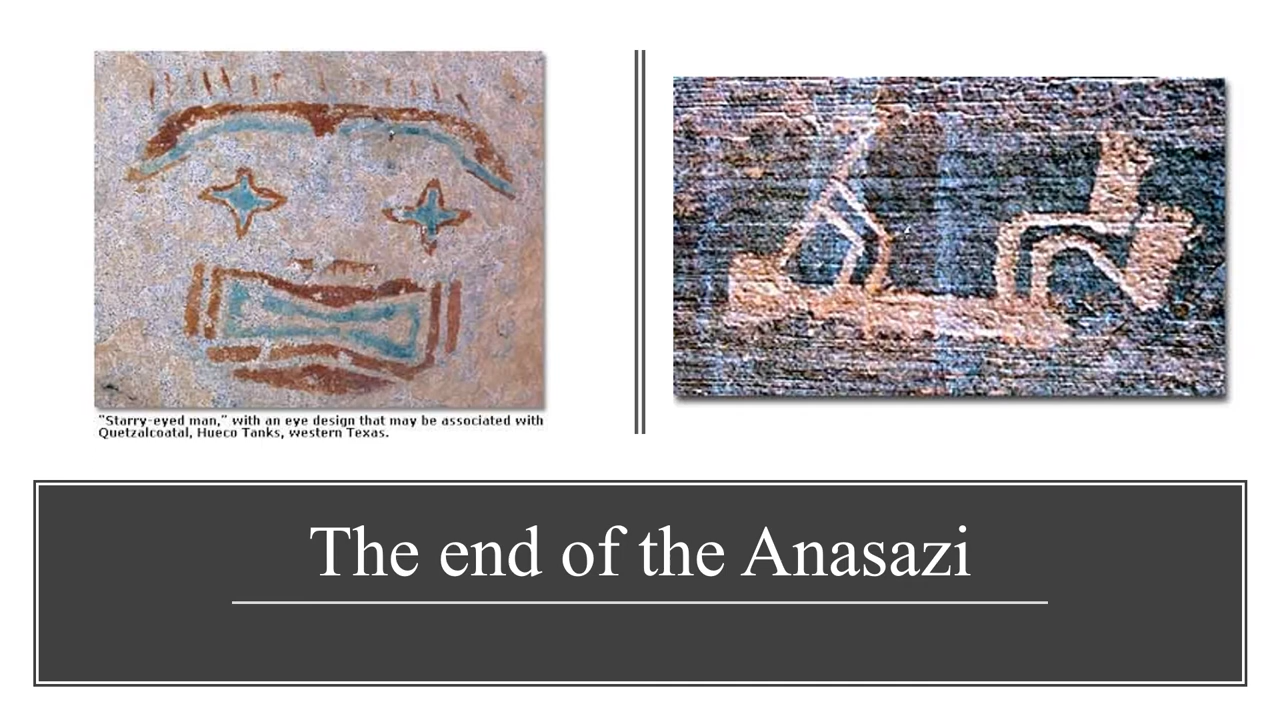 "Starry-eyed man," with an eye design that may be associated with
Quetzalcoatal, Hueco Tanks, western Texas.
The end of the Anasazi